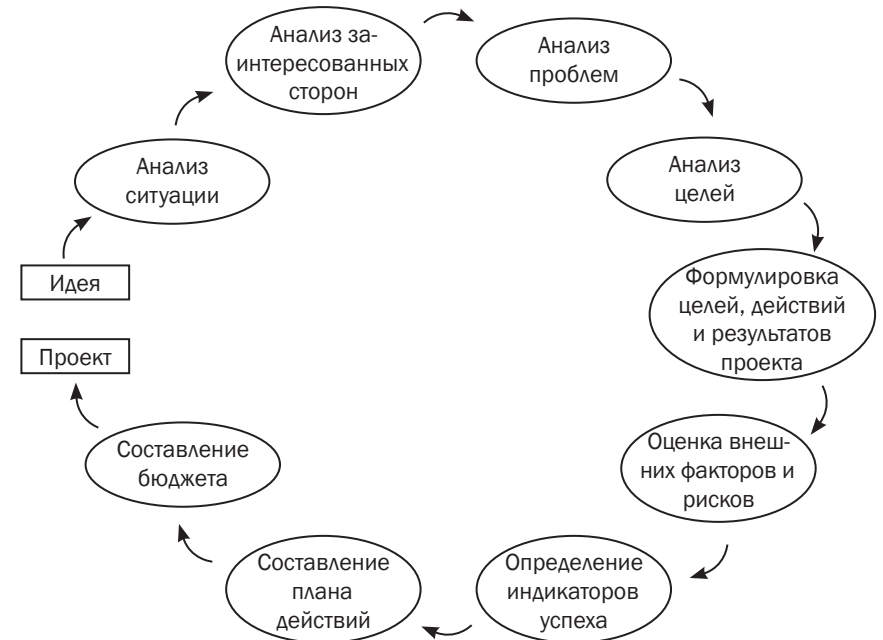 Анализ за-
интересованных
сторон
Анализ
проблем
Анализ
ситуации
Анализ
целей
Идея
Формулировка
целей, действий
и результатов
проекта
Проект
Составление
бюджета
Оценка внеш-
них факторов и
рисков
Составление
плана
действий
Определение
индикаторов
успеха